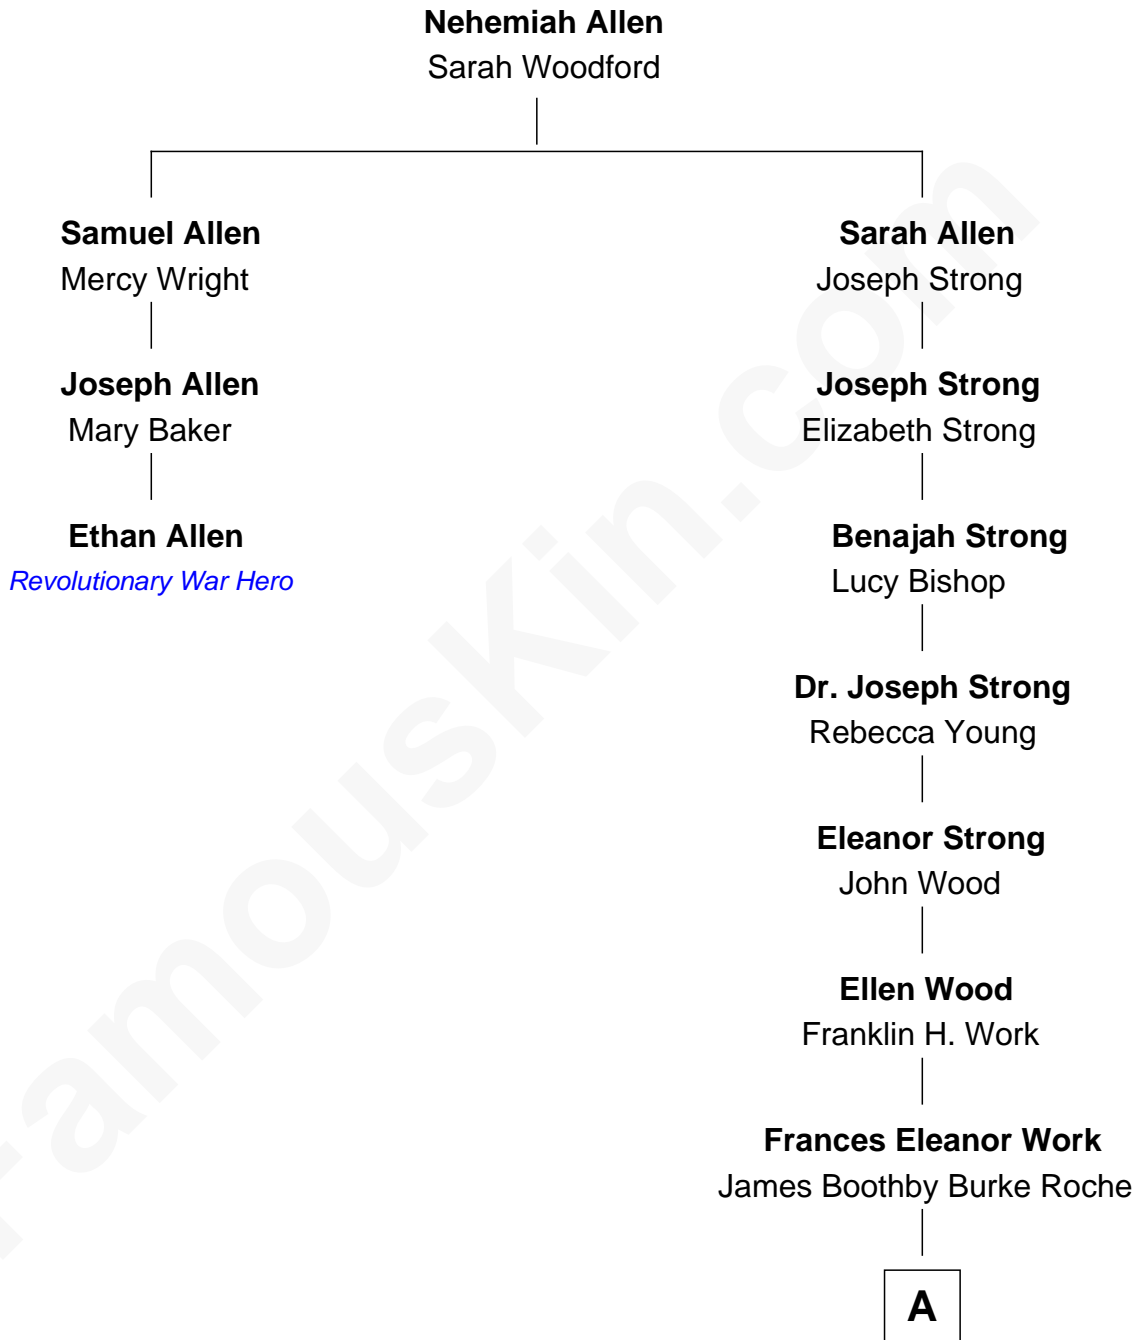 Nehemiah Allen
Sarah Woodford
Samuel Allen
Mercy Wright
Sarah Allen
Joseph Strong
Joseph Allen
Mary Baker
Joseph Strong
Elizabeth Strong
Ethan Allen
Revolutionary War Hero
Benajah Strong
Lucy Bishop
Dr. Joseph Strong
Rebecca Young
Eleanor Strong
John Wood
Ellen Wood
Franklin H. Work
Frances Eleanor Work
James Boothby Burke Roche
A
FamousKin.com